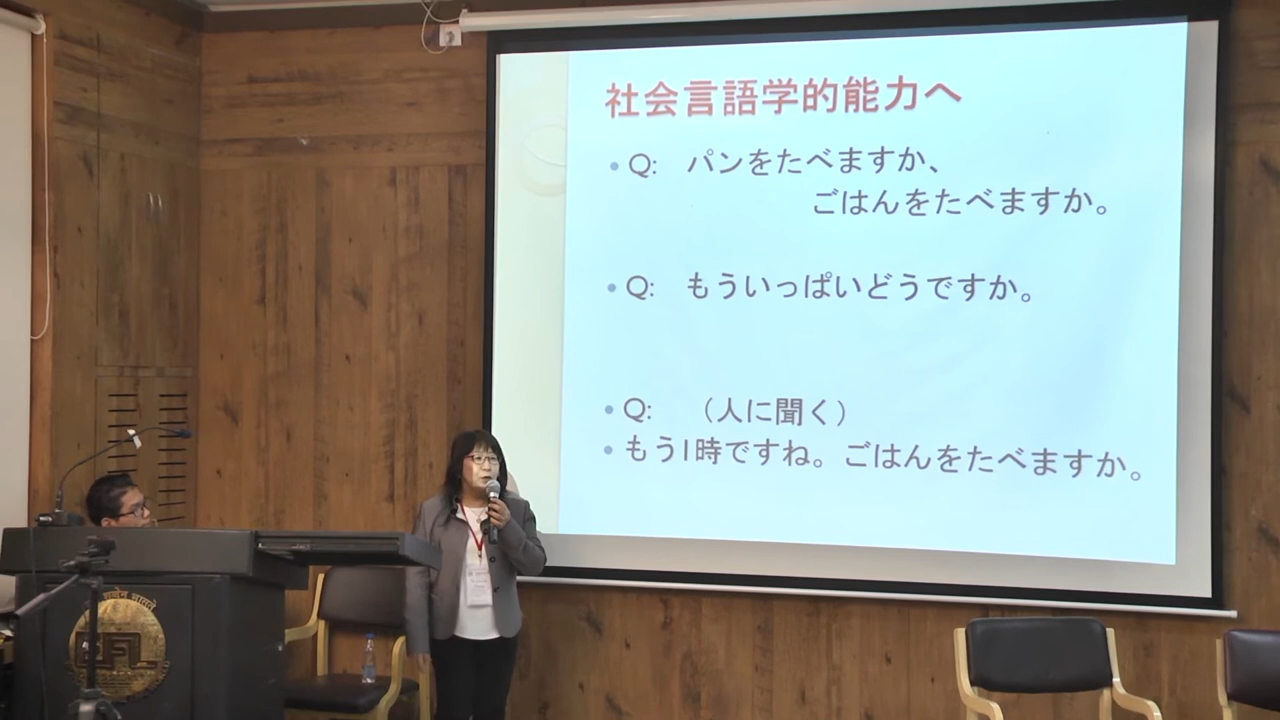 社会言語学的能力へ
• Q: パンをたべますか、
ごはんをたべますか。
• Q: もういっぱいどうですか。
• Q: （人に聞く）
• もう1時ですね。ごはんをたべますか。